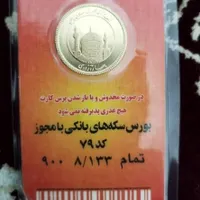 در صورت مخدوش و یا باز شدن پرس کارت
هیچ عذری پذیرفته نمی شود
بورس سکه‌های بانکی با مجوز
کد ۷۹
تمام ۸/۱۳۳ ۹۰۰